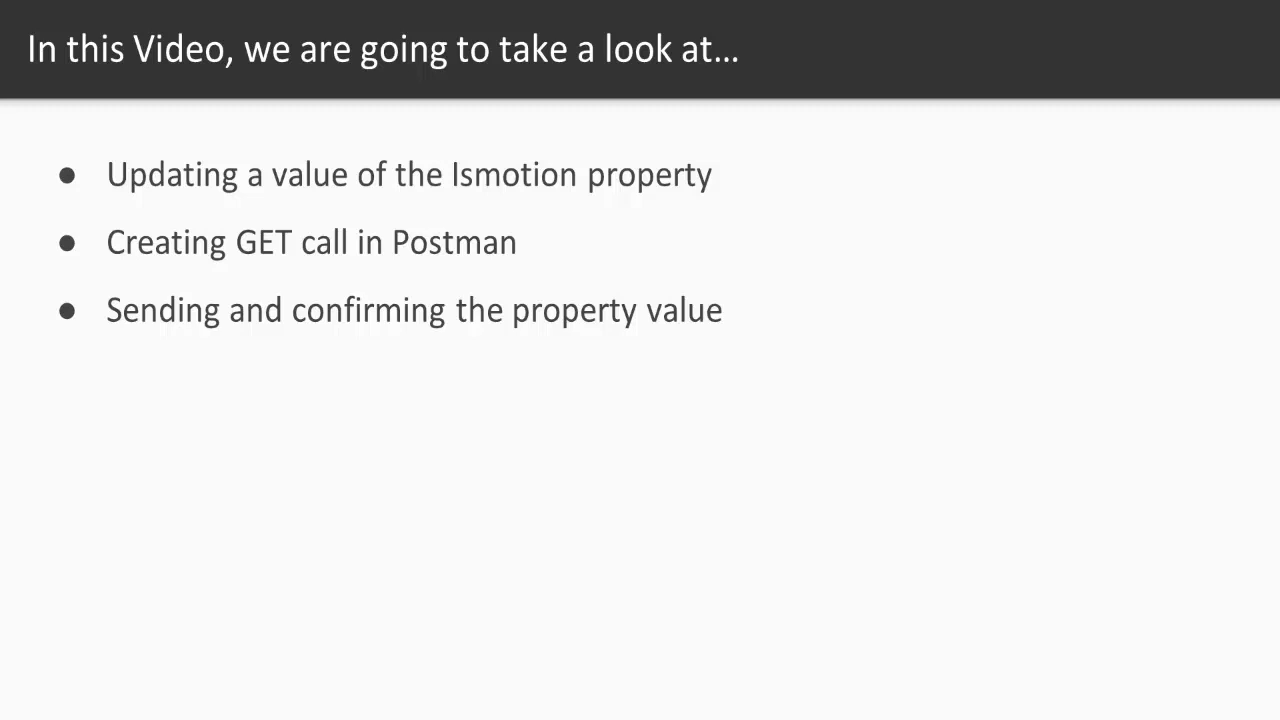 In this Video, we are going to take a look at…
● Updating a value of the Ismotion property
● Creating GET call in Postman
● Sending and confirming the property value